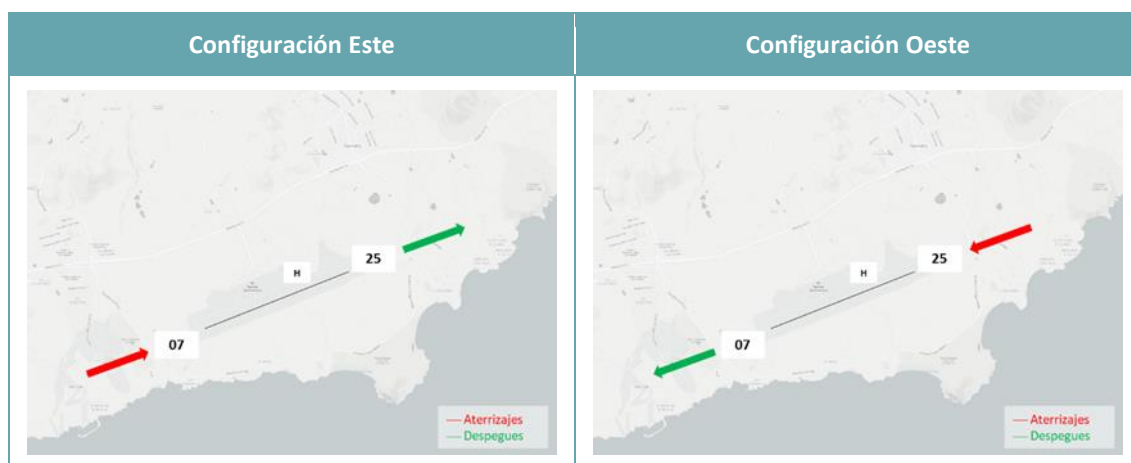 Configuración Este
Configuración Oeste
25
H
07
Aterrizajes
Despegues
25
H
07
Aterrizajes
Despegues